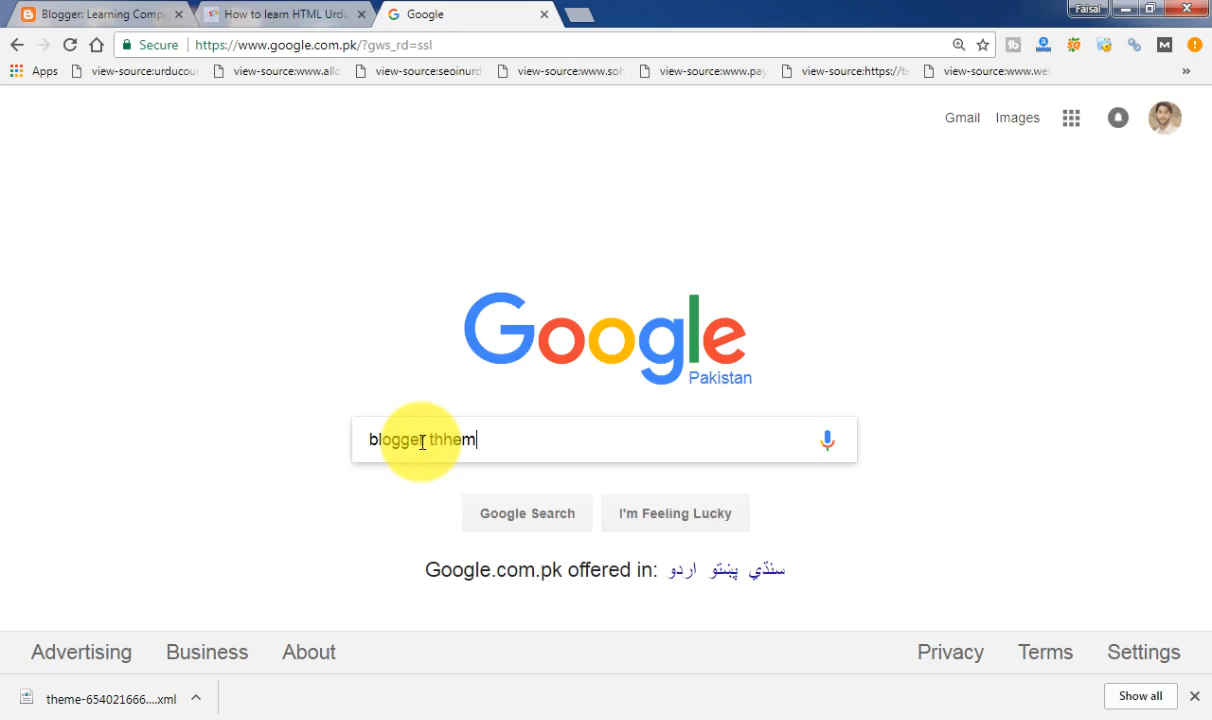 Blogger: Learning Comp
How to learn HTML Urdu
Google
Faisal
Secure
https://www.google.com.pk/?gws_rd=ssl
Apps
view-source:urducou
view-source:www.allc
view-source:seoinurd
view-source:www.soh
view-source:www.pay
view-source:https://te
view-source:www.we
»
Gmail
Images
Google
Pakistan
blogger thhem
Google Search
I'm Feeling Lucky
Google.com.pk offered in: اردو پښتو سنڌي
Advertising
Business
About
Privacy
Terms
Settings
theme-654021666....xml
Show all